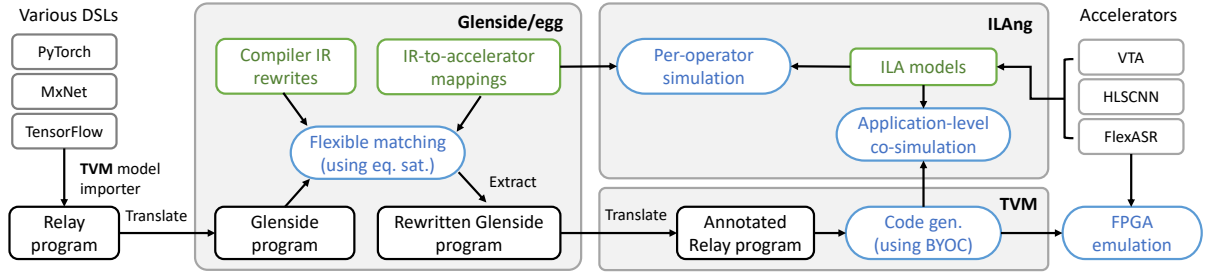 Various DSLs
PyTorch
MxNet
TensorFlow
TVM model
importer
Relay
program
Translate
Glenside/egg
Compiler IR
rewrites
IR-to-accelerator
mappings
Flexible matching
(using eq. sat.)
Extract
Glenside
program
Rewritten Glenside
program
ILAng
Per-operator
simulation
ILA models
Application-level
co-simulation
Translate
TVM
Annotated
Relay program
Code gen.
(using BYOC)
Accelerators
VTA
HLSCNN
FlexASR
FPGA
emulation